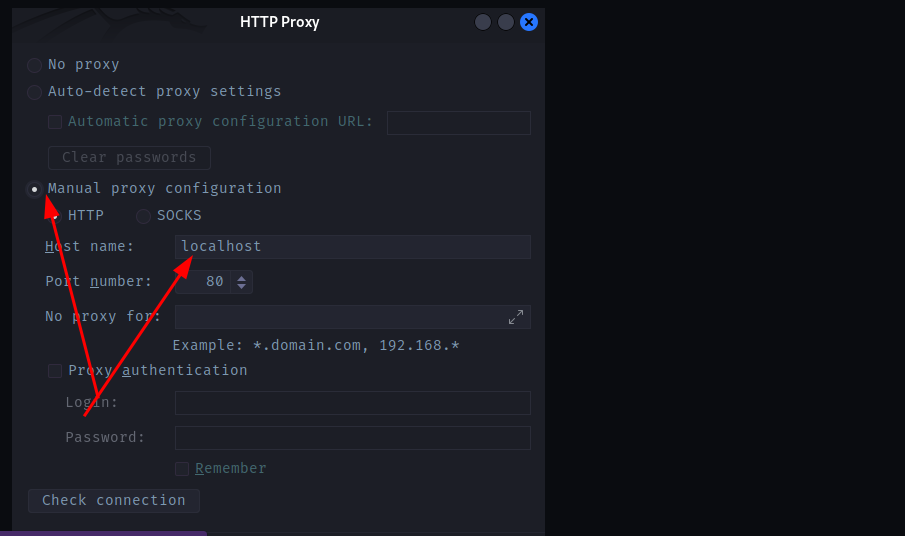 HTTP Proxy
No proxy
Auto-detect proxy settings
Automatic proxy configuration URL:
Clear passwords
Manual proxy configuration
HTTP SOCKS
Host name: localhost
Port number: 80
No proxy for:
Example: *.domain.com, 192.168.*
Proxy authentication
Login:
Password:
Remember
Check connection